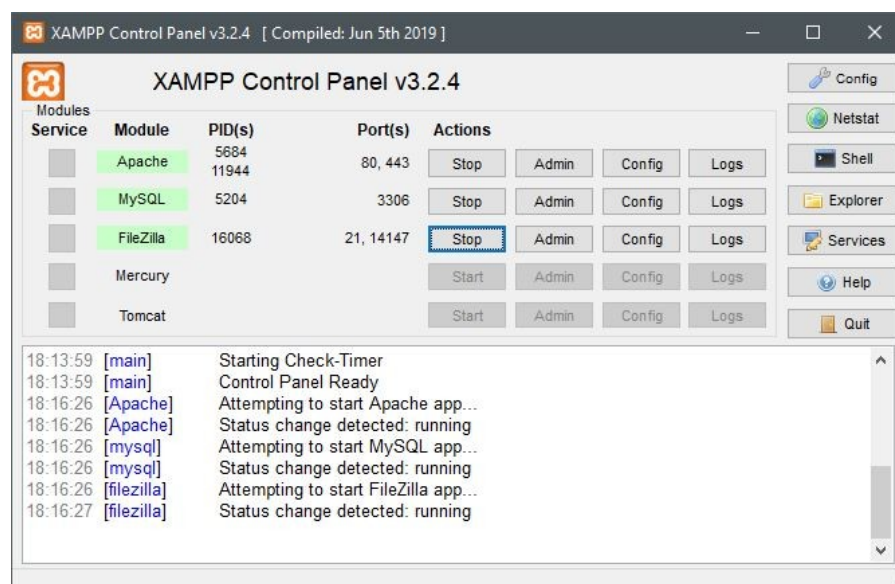 XAMPP Control Panel v3.2.4 [ Compiled: Jun 5th 2019 ]
XAMPP Control Panel v3.2.4
Config
Modules
Service Module PID(s) Port(s) Actions
Netstat
Apache 5684 11944 80, 443 Stop Admin Config Logs
Shell
MySQL 5204 3306 Stop Admin Config Logs
Explorer
FileZilla 16068 21, 14147 Stop Admin Config Logs
Services
Mercury Start Admin Config Logs
Help
Tomcat Start Admin Config Logs
Quit
18:13:59 [main] Starting Check-Timer
18:13:59 [main] Control Panel Ready
18:16:26 [Apache] Attempting to start Apache app...
18:16:26 [Apache] Status change detected: running
18:16:26 [mysql] Attempting to start MySQL app...
18:16:26 [mysql] Status change detected: running
18:16:26 [filezilla] Attempting to start FileZilla app...
18:16:27 [filezilla] Status change detected: running